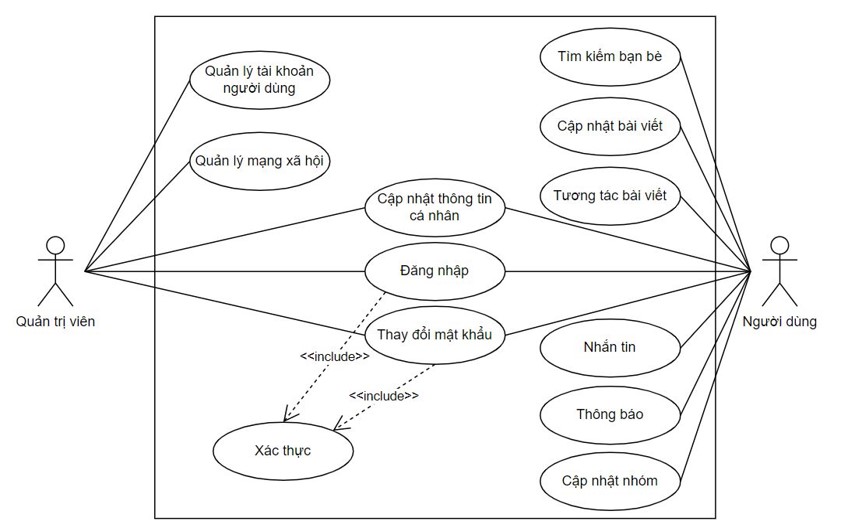 Quản lý tài khoản
người dùng
Quản lý mạng xã hội
Cập nhật thông tin
cá nhân
Đăng nhập
Thay đổi mật khẩu
<<include>>
<<include>>
Xác thực
Quản trị viên
Tìm kiếm bạn bè
Cập nhật bài viết
Tương tác bài viết
Nhắn tin
Thông báo
Cập nhật nhóm
Người dùng